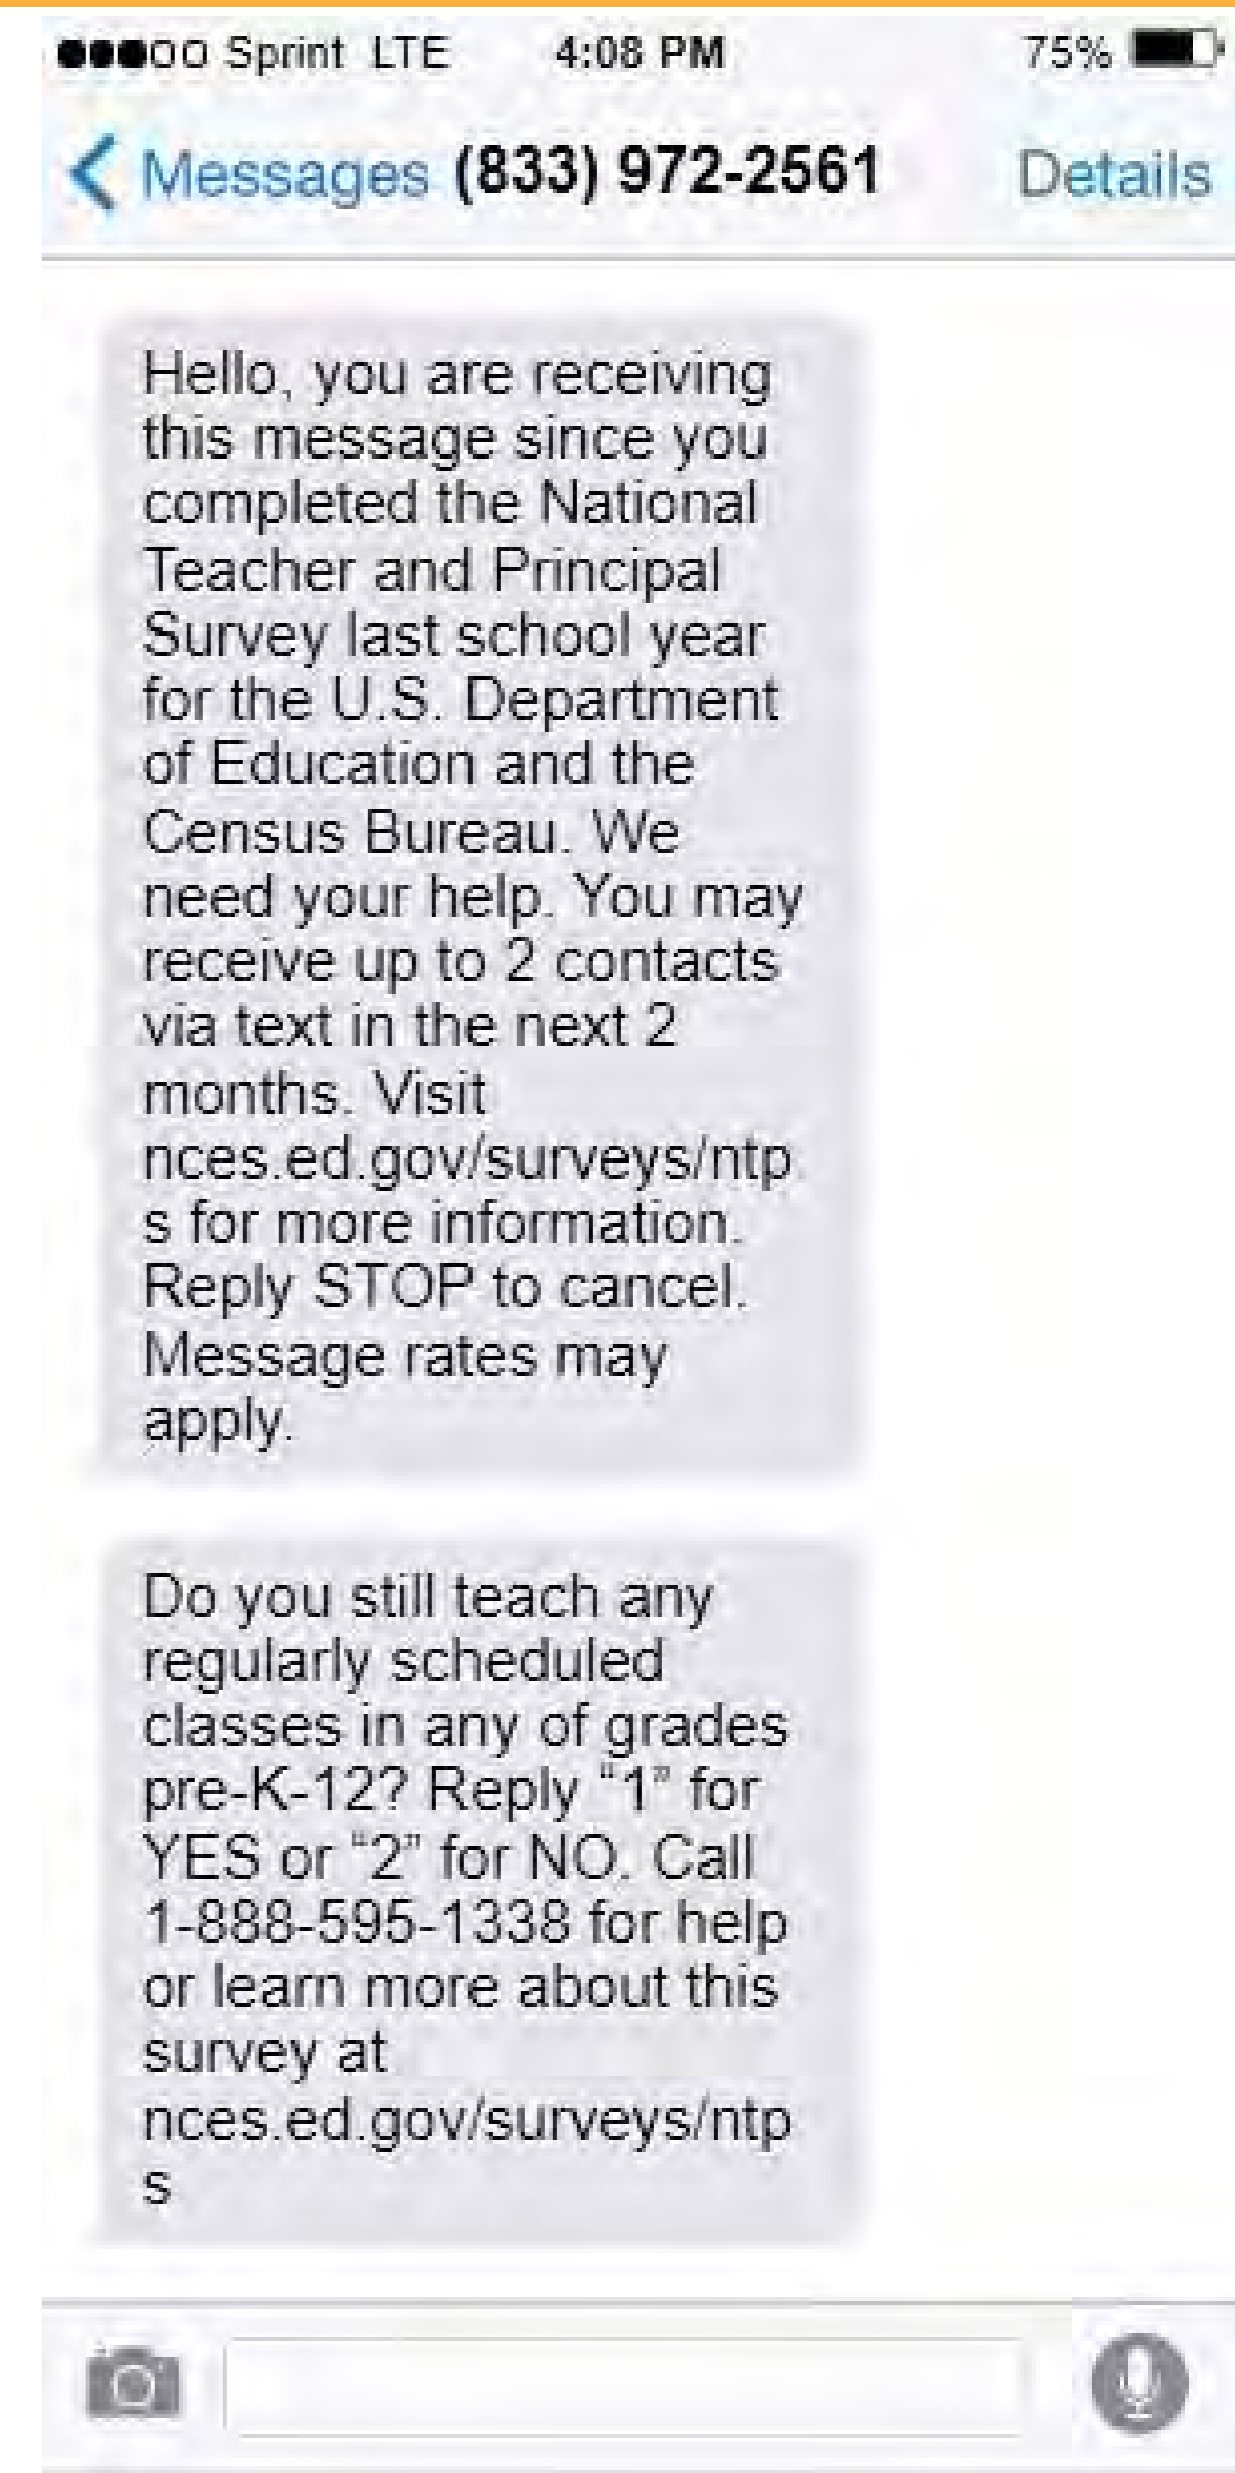 Sprint LTE 4:08 PM 75%
Messages (833) 972-2561 Details
Hello, you are receiving
this message since you
completed the National
Teacher and Principal
Survey last school year
for the U.S. Department
of Education and the
Census Bureau. We
need your help. You may
receive up to 2 contacts
via text in the next 2
months. Visit
nces.ed.gov/surveys/ntp
s for more information.
Reply STOP to cancel.
Message rates may
apply.
Do you still teach any
regularly scheduled
classes in any of grades
pre-K-12? Reply “1” for
YES or “2” for NO. Call
1-888-595-1338 for help
or learn more about this
survey at
nces.ed.gov/surveys/ntp
s